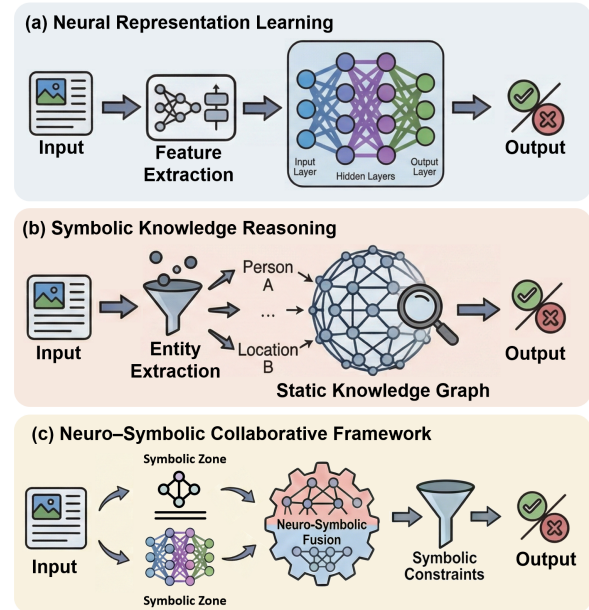 (a) Neural Representation Learning
Input
Feature
Extraction
Input
Layer
Hidden Layers
Output
Layer
Output
(b) Symbolic Knowledge Reasoning
Input
Entity
Extraction
Person
A
...
Location
B
Static Knowledge Graph
Output
(c) Neuro–Symbolic Collaborative Framework
Input
Symbolic Zone
Symbolic Zone
Neuro-Symbolic
Fusion
Symbolic
Constraints
Output